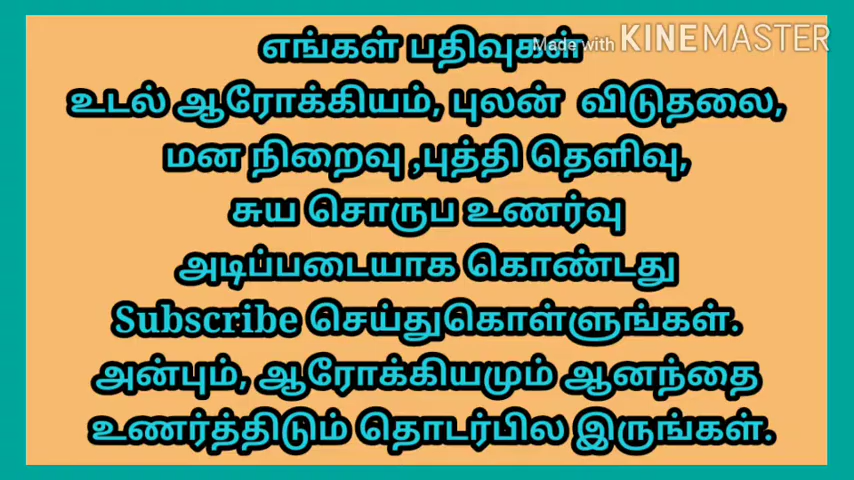 எங்கள் பதிவுகள்
Made with KINEMASTER
உடல் ஆரோக்கியம், புலன் விடுதலை,
மன நிறைவு ,புத்தி தெளிவு,
சுய சொருப உணர்வு
அடிப்படையாக கொண்டது
Subscribe செய்துகொள்ளுங்கள்.
அன்பும், ஆரோக்கியமும் ஆனந்தை
உணர்த்திடும் தொடர்பில இருங்கள்.